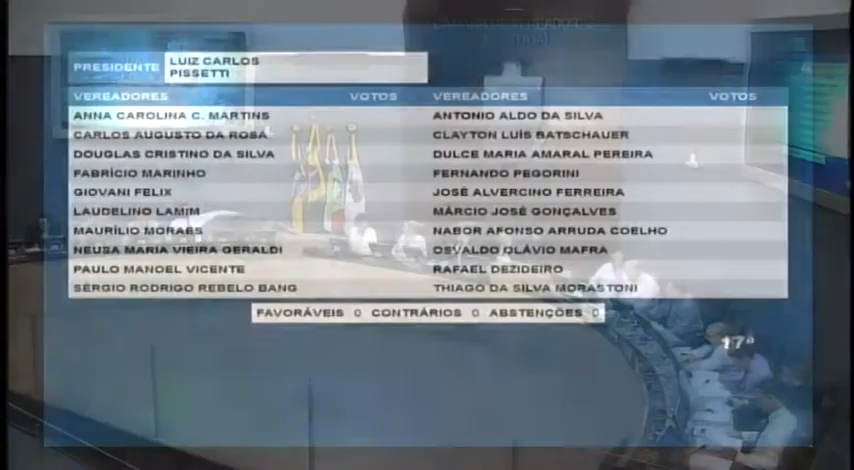 PRESIDENTE LUIZ CARLOS
PISSETTI
VEREADORES VOTOS VEREADORES VOTOS
ANNA CAROLINA C. MARTINS ANTONIO ALDO DA SILVA
CARLOS AUGUSTO DA ROSA CLAYTON LUÍS BATSCHAUER
DOUGLAS CRISTINO DA SILVA DULCE MARIA AMARAL PEREIRA
FABRÍCIO MARINHO FERNANDO PEGORINI
GIOVANI FELIX JOSÉ ALVERCINO FERREIRA
LAUDELINO LAMIM MÁRCIO JOSÉ GONÇALVES
MAURÍLIO MORAES NABOR AFONSO ARRUDA COELHO
NEUSA MARIA VIEIRA GERALDI OSVALDO OLÁVIO MAFRA
PAULO MANOEL VICENTE RAFAEL DEZIDEIRO
SÉRGIO RODRIGO REBELO BANG THIAGO DA SILVA MORASTONI
FAVORÁVEIS 0 CONTRÁRIOS 0 ABSTENÇÕES 0
17º